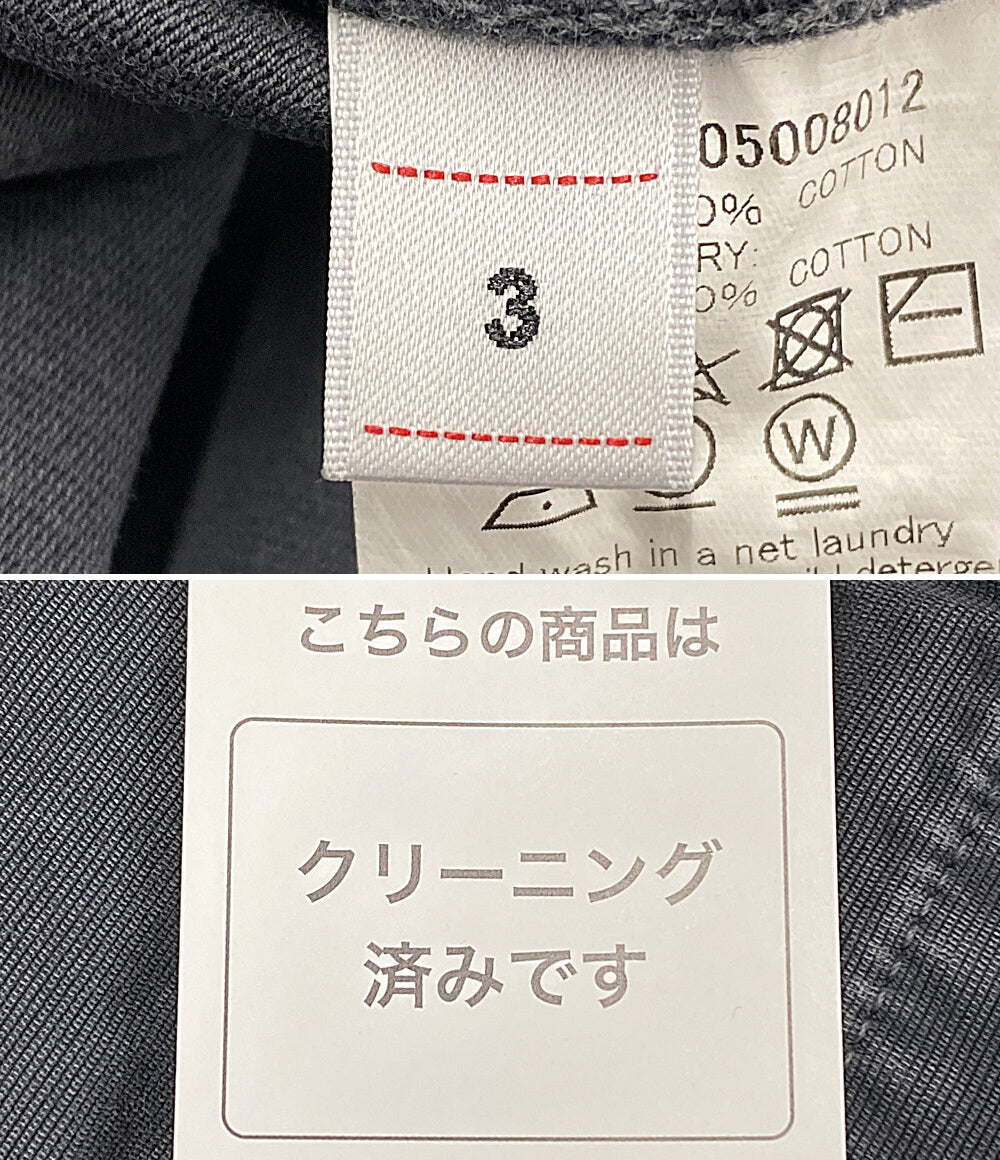 05008012
0% COTTON
RY:
0% COTTON
3
W
wash in a net laundry
こちらの商品は
クリーニング
済みです